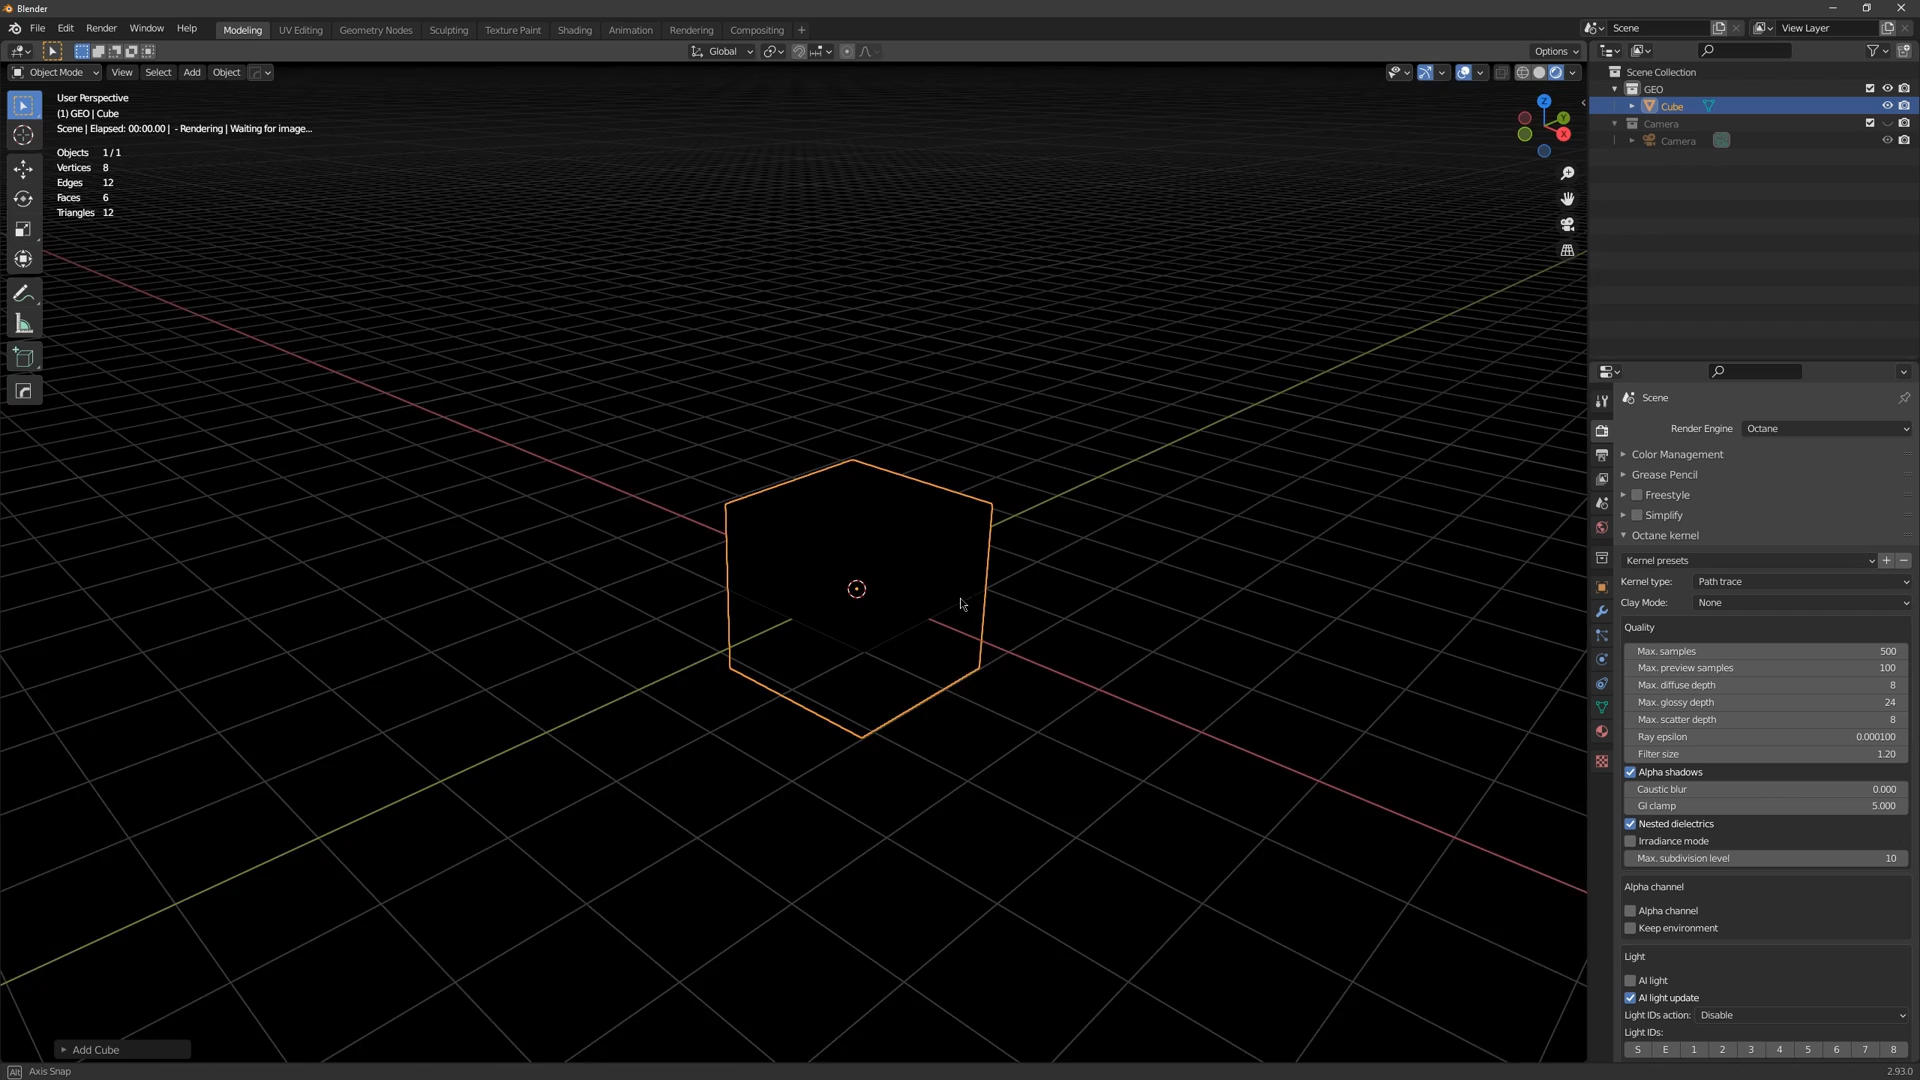 Blender
File Edit Render Window Help Modeling UV Editing Geometry Nodes Sculpting Texture Paint Shading Animation Rendering Compositing + Scene View Layer
Global Options
Object Mode View Select Add Object
User Perspective
(1) GEO | Cube
Scene | Elapsed: 00:00.00 | - Rendering | Waiting for image...
Objects 1/1
Vertices 8
Edges 12
Faces 6
Triangles 12
Z
Y
X
Scene Collection
GEO
Cube
Camera
Camera
Scene
Render Engine Octane
Color Management
Grease Pencil
Freestyle
Simplify
Octane kernel
Kernel presets
Kernel type: Path trace
Clay Mode: None
Quality
Max. samples 500
Max. preview samples 100
Max. diffuse depth 8
Max. glossy depth 24
Max. scatter depth 8
Ray epsilon 0.000100
Filter size 1.20
Alpha shadows
Caustic blur 0.000
GI clamp 5.000
Nested dielectrics
Irradiance mode
Max. subdivision level 10
Alpha channel
Alpha channel
Keep environment
Light
AI light
AI light update
Light IDs action: Disable
Light IDs:
S E 1 2 3 4 5 6 7 8
Add Cube
Alt Axis Snap
2.93.0